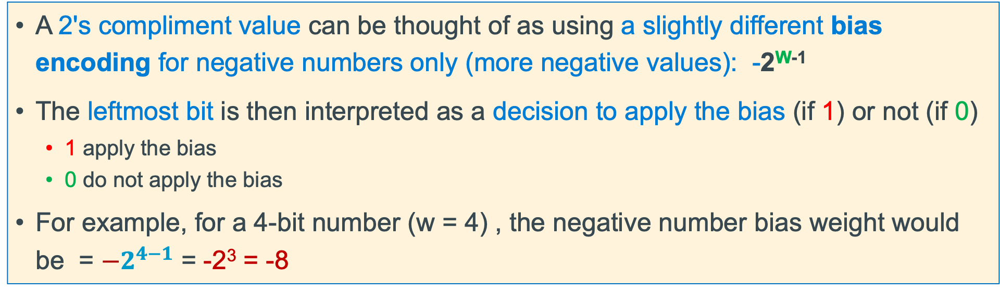 • A 2's compliment value can be thought of as using a slightly different bias
encoding for negative numbers only (more negative values): -2^W-1
• The leftmost bit is then interpreted as a decision to apply the bias (if 1) or not (if 0)
• 1 apply the bias
• 0 do not apply the bias
• For example, for a 4-bit number (w = 4) , the negative number bias weight would
be = −2^4−1 = -2^3 = -8